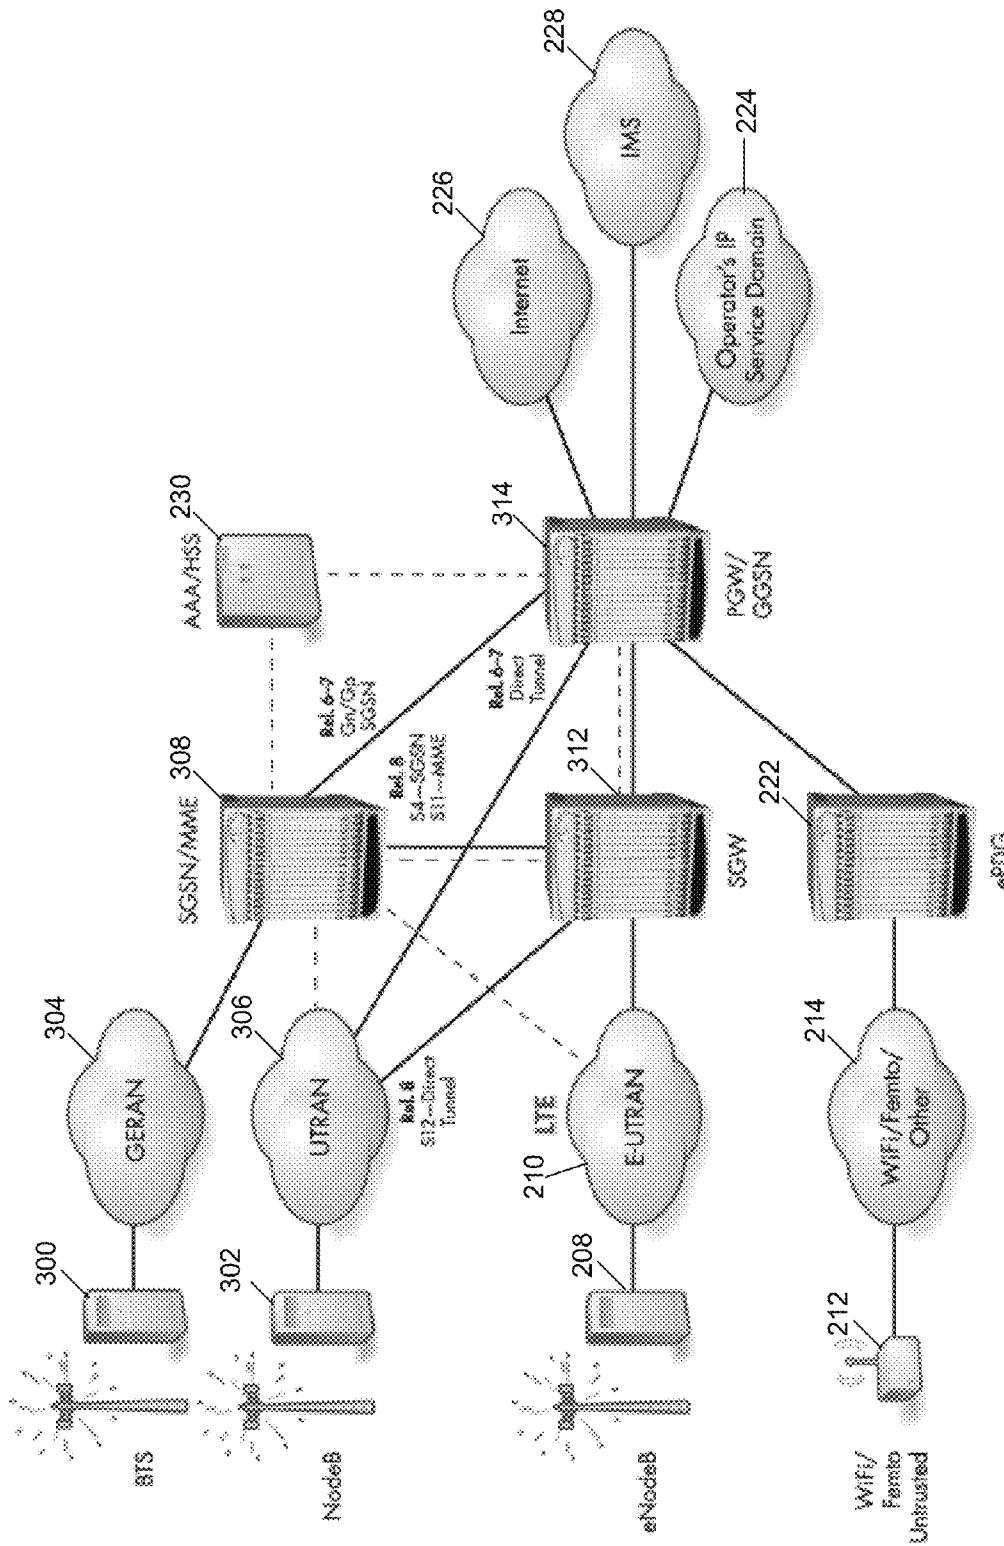 BTS
300
GERAN
304
SGSN/MME
308
AAA/HSS
230
NodeB
302
UTRAN
306
Rel. 8
S12—Direct
Tunnel
Rel. 8
S4—SGSN
S11—MME
Rel. 6-7
Gn/Gp
SGSN
Rel. 6-7
Direct
Tunnel
eNodeB
208
LTE
210
E-UTRAN
312
SGW
314
PGW/
GGSN
226
Internet
228
IMS
224
Operator's IP
Service Domain
WiFi/
Femto
Untrusted
212
214
WiFi/Femto/
Other
222
ePDG